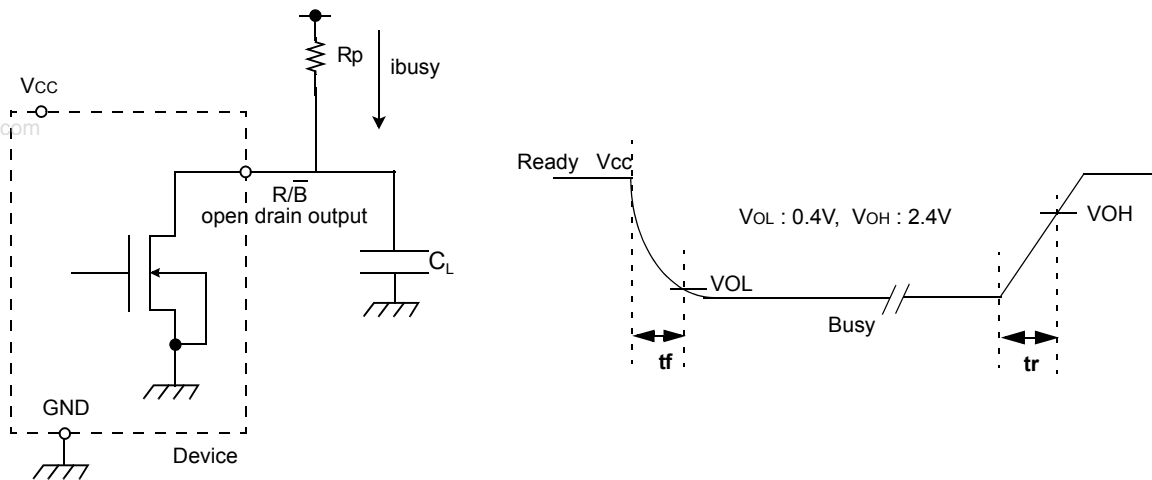 Rp
ibusy
VCC
com
R/B̅
open drain output
CL
GND
Device
Ready Vcc
VOL : 0.4V, VOH : 2.4V
VOH
VOL
Busy
tf
tr